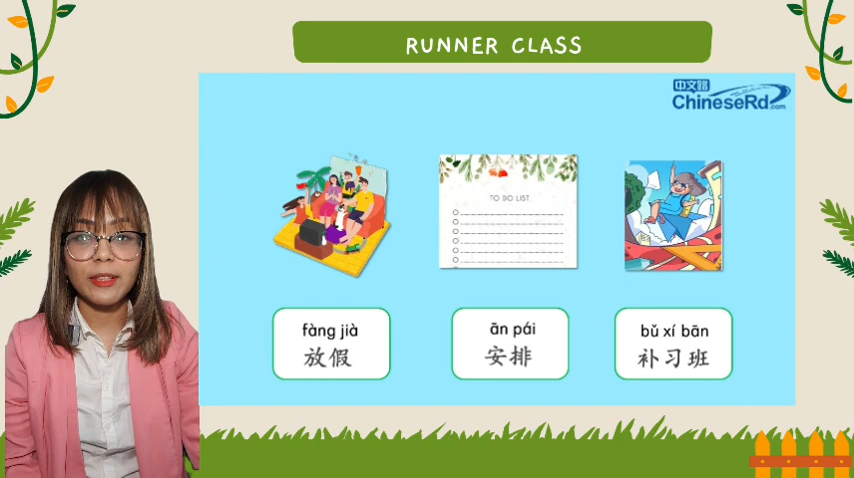 RUNNER CLASS
中文路
ChineseRd.com
TO DO LIST
fàng jià
放假
ān pái
安排
bǔ xí bān
补习班